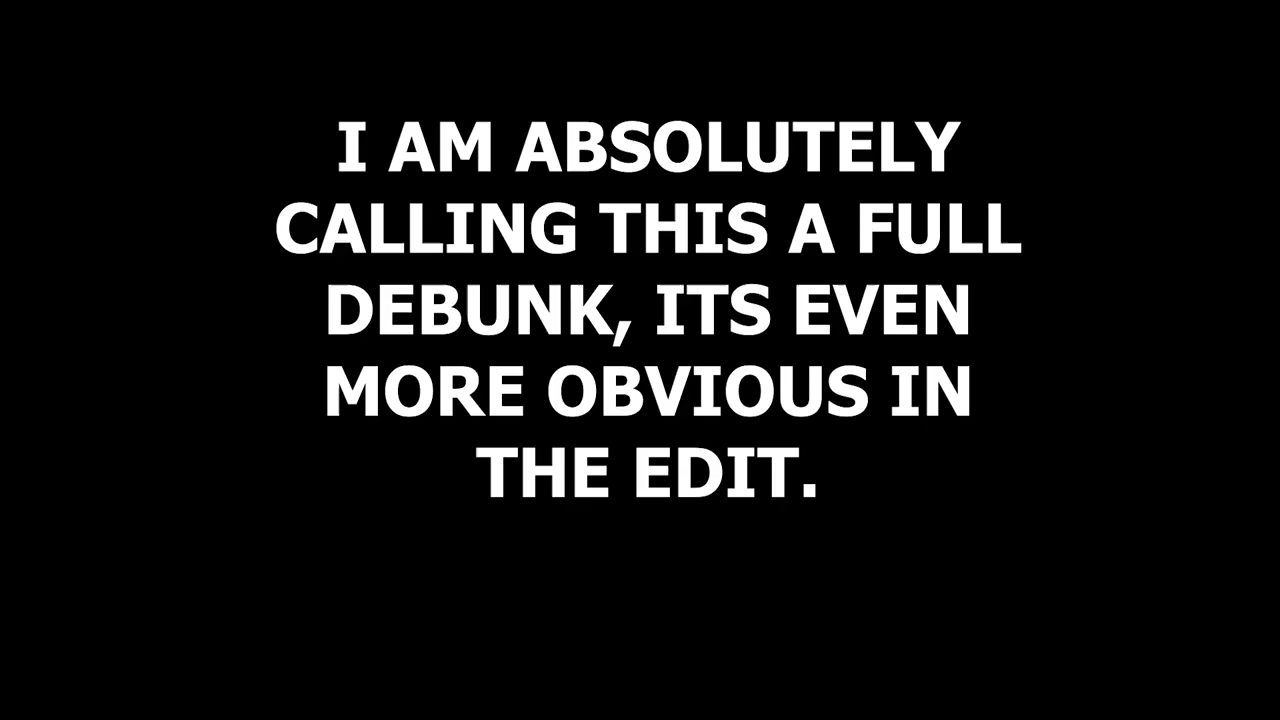 I AM ABSOLUTELY
CALLING THIS A FULL
DEBUNK, ITS EVEN
MORE OBVIOUS IN
THE EDIT.